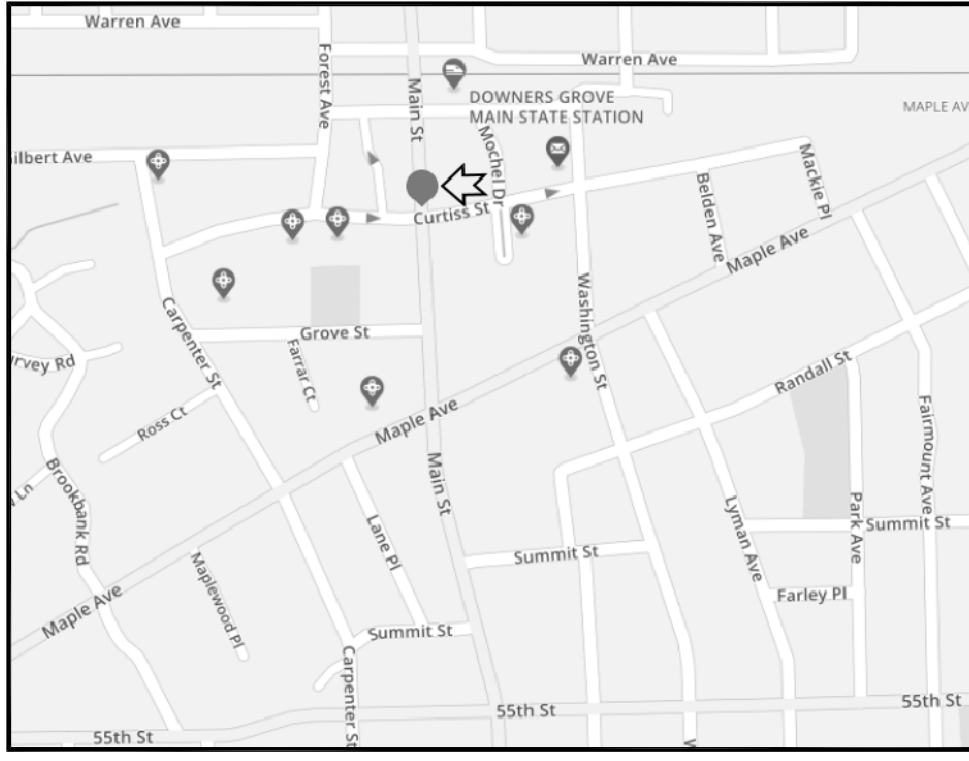 Warren Ave
Warren Ave
Forest Ave
Main St
DOWNERS GROVE
MAIN STATE STATION
MAPLE AV
ilbert Ave
Mochel Dr
Mackie Pl
Belden Ave
Curtiss St
Maple Ave
Washington St
Carpenter St
Grove St
Farrar Ct
rvey Rd
Randall St
Ross Ct
Maple Ave
Fairmount Ave
Main St
Brookbank Rd
Ln
Lane Pl
Lyman Ave
Park Ave
Summit St
Summit St
Maplewood Pl
Farley Pl
Maple Ave
Summit St
Carpenter St
55th St
55th St
55th St